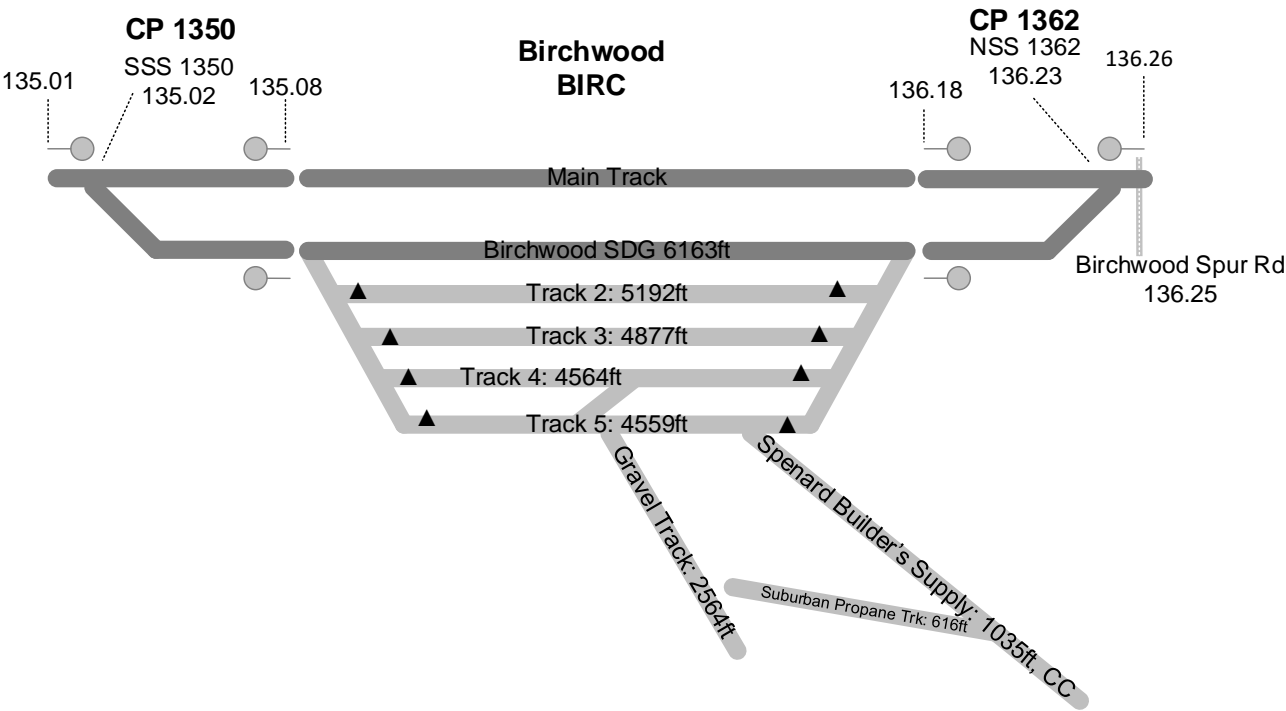 CP 1350
SSS 1350
135.02
135.01
135.08
Birchwood
BIRC
CP 1362
NSS 1362
136.23
136.18
136.26
Main Track
Birchwood SDG 6163ft
Birchwood Spur Rd
136.25
Track 2: 5192ft
Track 3: 4877ft
Track 4: 4564ft
Track 5: 4559ft
Gravel Track: 2564ft
Spenard Builder's Supply: 1035ft, CC
Suburban Propane Trk: 616ft